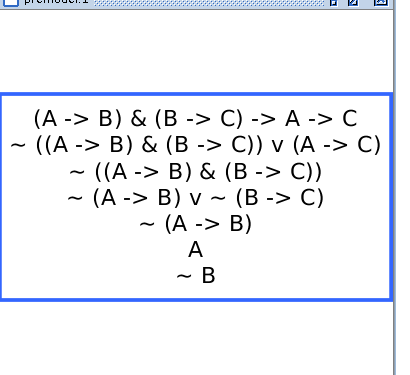 premodel:1
(A -> B) & (B -> C) -> A -> C
~ ((A -> B) & (B -> C)) v (A -> C)
~ ((A -> B) & (B -> C))
~ (A -> B) v ~ (B -> C)
~ (A -> B)
A
~ B